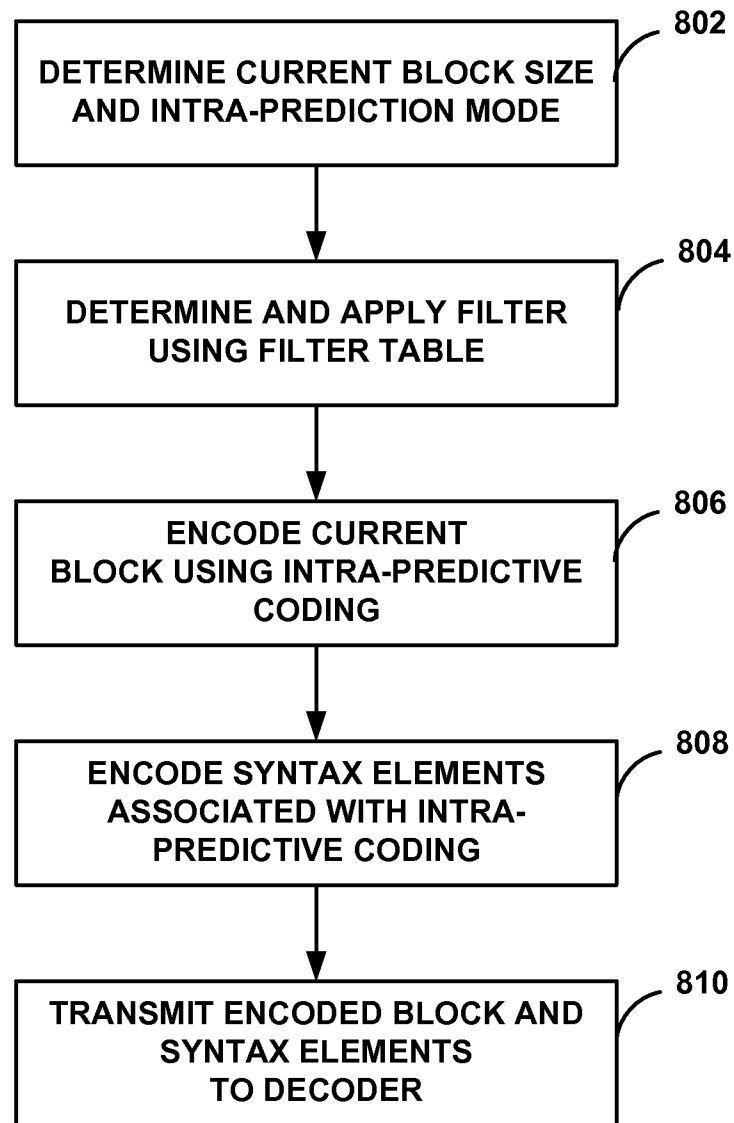 802
DETERMINE CURRENT BLOCK SIZE
AND INTRA-PREDICTION MODE
804
DETERMINE AND APPLY FILTER
USING FILTER TABLE
806
ENCODE CURRENT
BLOCK USING INTRA-PREDICTIVE
CODING
808
ENCODE SYNTAX ELEMENTS
ASSOCIATED WITH INTRA-
PREDICTIVE CODING
810
TRANSMIT ENCODED BLOCK AND
SYNTAX ELEMENTS
TO DECODER